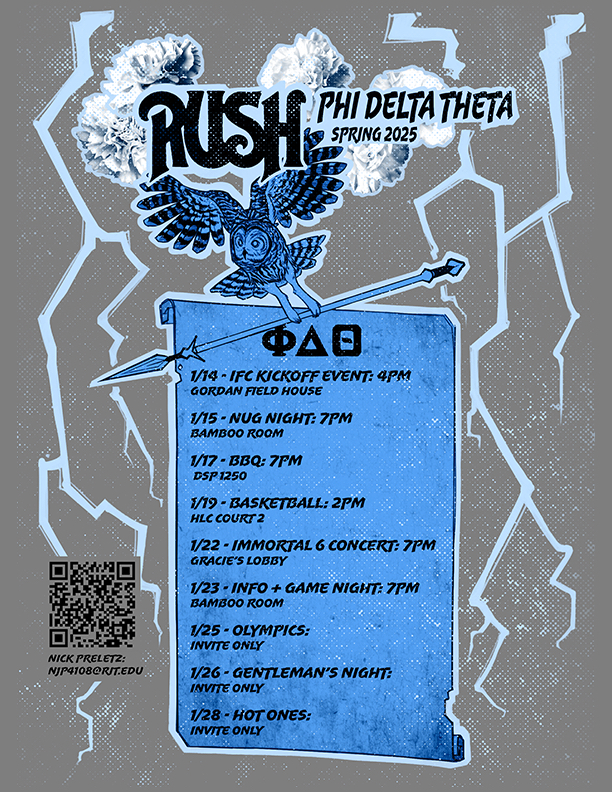 RUSH
PHI DELTA THETA
SPRING 2025
ΦΔΘ
1/14 - IFC KICKOFF EVENT: 4PM
GORDAN FIELD HOUSE
1/15 - NUG NIGHT: 7PM
BAMBOO ROOM
1/17 - BBQ: 7PM
DSP 1250
1/19 - BASKETBALL: 2PM
HLC COURT 2
1/22 - IMMORTAL 6 CONCERT: 7PM
GRACIE'S LOBBY
1/23 - INFO + GAME NIGHT: 7PM
BAMBOO ROOM
1/25 - OLYMPICS:
INVITE ONLY
1/26 - GENTLEMAN'S NIGHT:
INVITE ONLY
1/28 - HOT ONES:
INVITE ONLY
NICK PRELETZ:
NJP4108@RIT.EDU